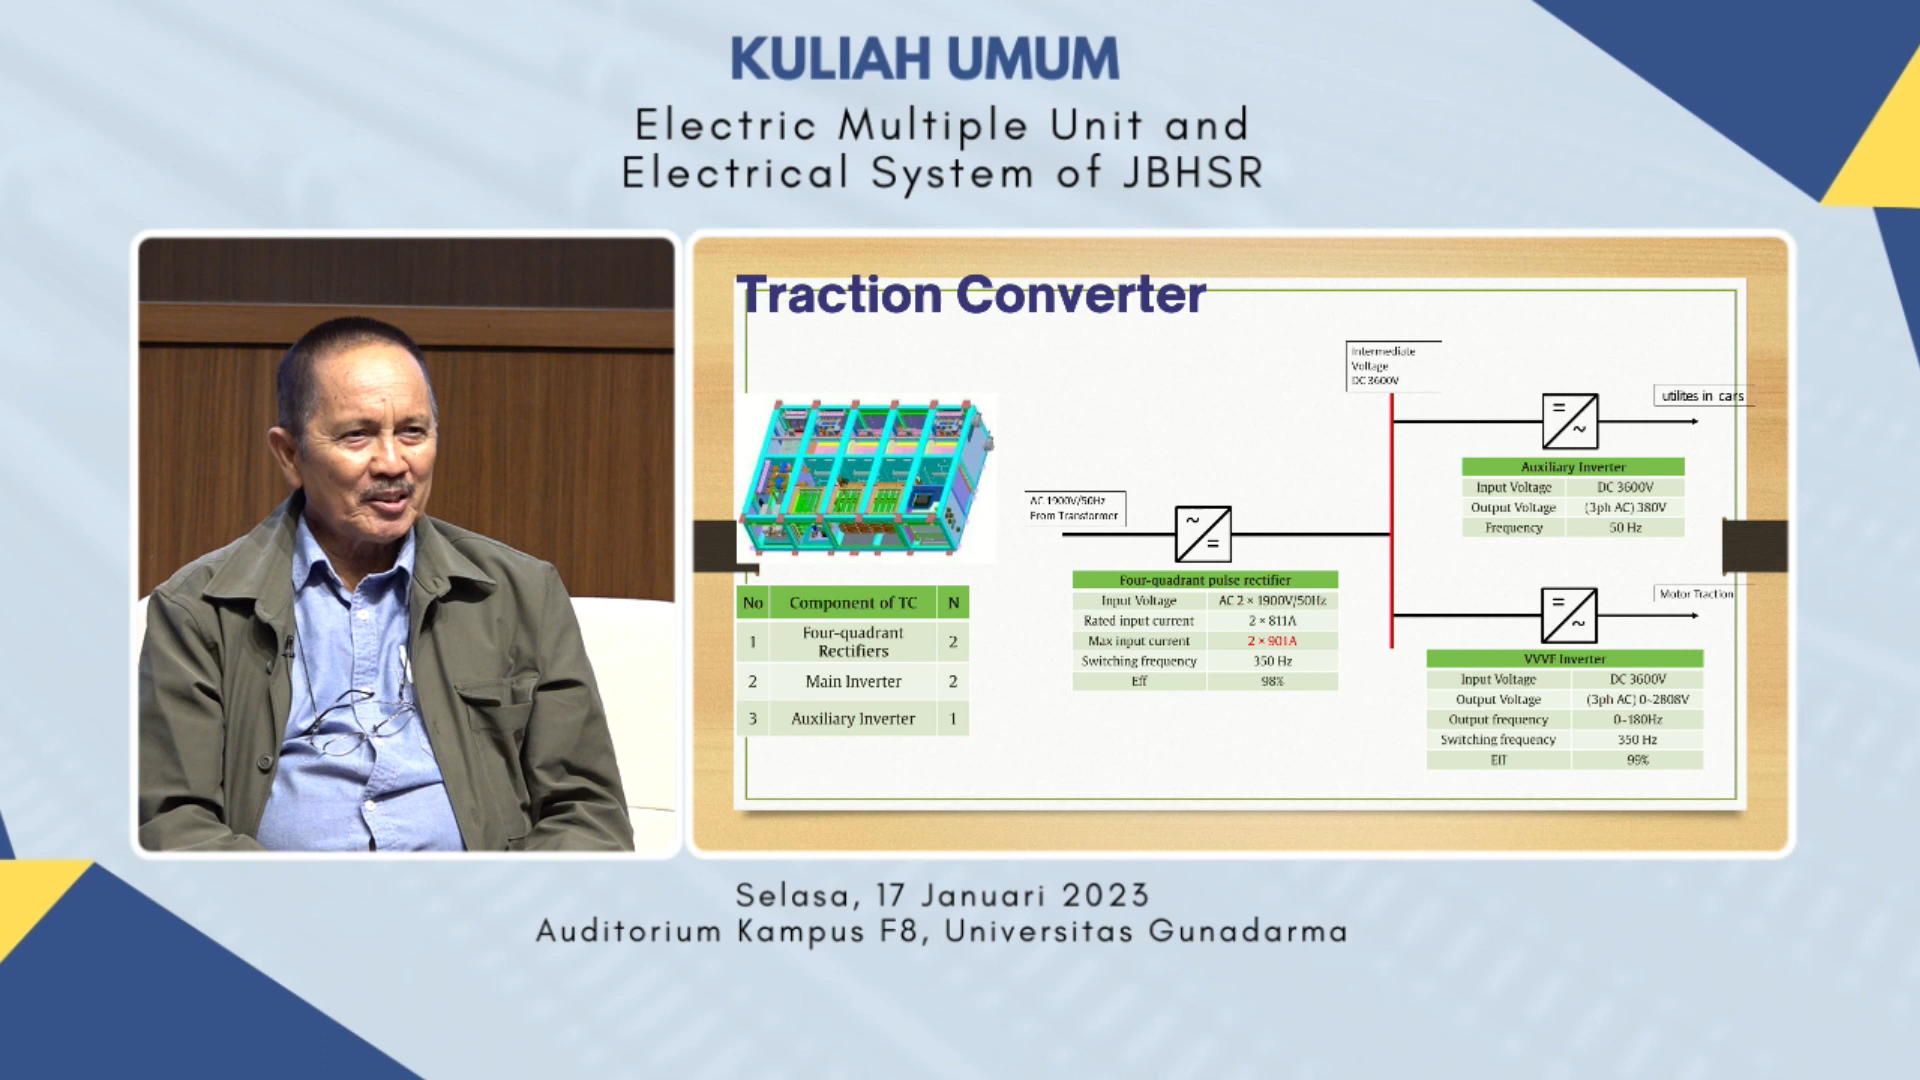 KULIAH UMUM
Electric Multiple Unit and
Electrical System of JBHSR
Traction Converter
Intermediate
Voltage
DC 3600V
utilites in cars
AC 1900V/50Hz
From Transformer
Auxiliary Inverter
Input Voltage DC 3600V
Output Voltage (3ph AC) 380V
Frequency 50 Hz
No Component of TC N
1 Four-quadrant Rectifiers 2
2 Main Inverter 2
3 Auxiliary Inverter 1
Four-quadrant pulse rectifier
Input Voltage AC 2 × 1900V/50Hz
Rated input current 2 × 811A
Max input current 2 × 901A
Switching frequency 350 Hz
Eff 98%
Motor Traction
VVVF Inverter
Input Voltage DC 3600V
Output Voltage (3ph AC) 0~2808V
Output frequency 0~180Hz
Switching frequency 350 Hz
Eff 99%
Selasa, 17 Januari 2023
Auditorium Kampus F8, Universitas Gunadarma